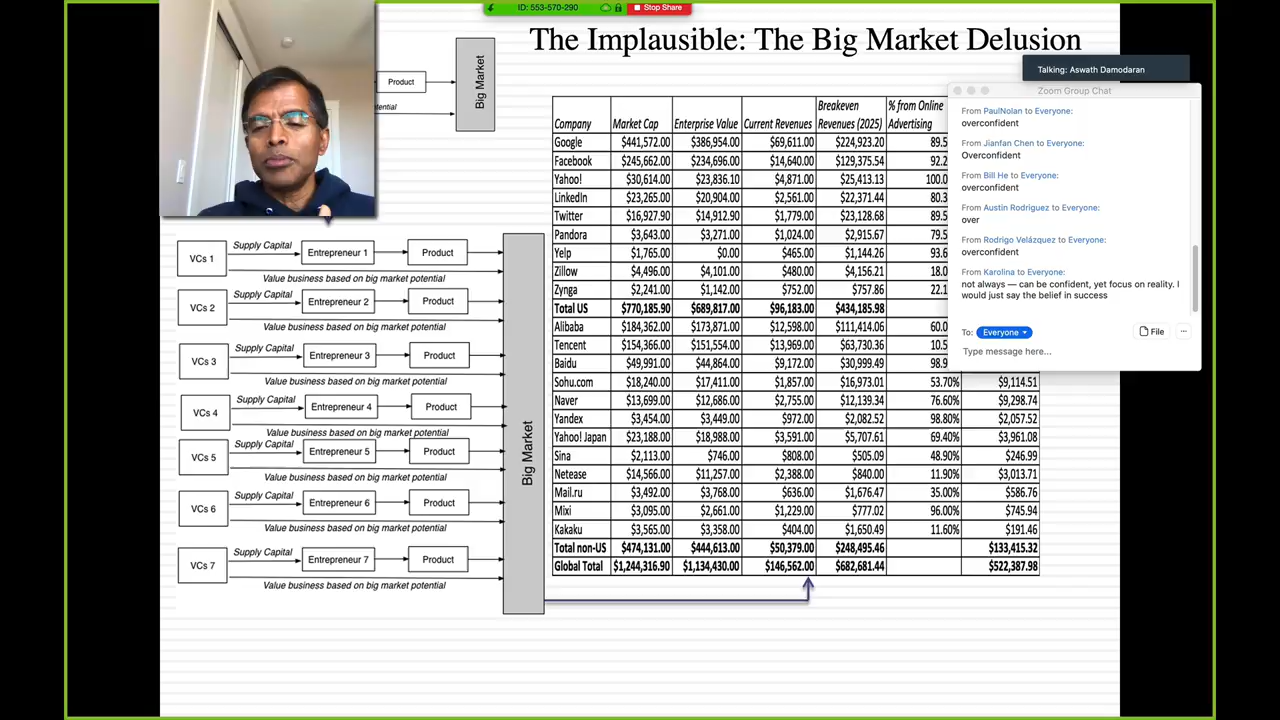 ID: 553-570-290
Stop Share
The Implausible: The Big Market Delusion
Talking: Aswath Damodaran
Product
Big Market
VCs 1 Supply Capital Entrepreneur 1 Product
Value business based on big market potential
VCs 2 Supply Capital Entrepreneur 2 Product
Value business based on big market potential
VCs 3 Supply Capital Entrepreneur 3 Product
Value business based on big market potential
VCs 4 Supply Capital Entrepreneur 4 Product
Value business based on big market potential
VCs 5 Supply Capital Entrepreneur 5 Product
Value business based on big market potential
VCs 6 Supply Capital Entrepreneur 6 Product
Value business based on big market potential
VCs 7 Supply Capital Entrepreneur 7 Product
Value business based on big market potential
Big Market
Company Market Cap Enterprise Value Current Revenues Breakeven Revenues (2025) % from Online Advertising
Google $441,572.00 $386,954.00 $69,611.00 $224,923.20 89.5
Facebook $245,662.00 $234,696.00 $14,640.00 $129,375.54 92.2
Yahoo! $30,614.00 $23,836.10 $4,871.00 $25,413.13 100.0
LinkedIn $23,265.00 $20,904.00 $2,561.00 $22,371.44 80.3
Twitter $16,927.90 $14,912.90 $1,779.00 $23,128.68 89.5
Pandora $3,643.00 $3,271.00 $1,024.00 $2,915.67 79.5
Yelp $1,765.00 $0.00 $465.00 $1,144.26 93.6
Zillow $4,496.00 $4,101.00 $480.00 $4,156.21 18.0
Zynga $2,241.00 $1,142.00 $752.00 $757.86 22.1
Total US $770,185.90 $689,817.00 $96,183.00 $434,185.98
Alibaba $184,362.00 $173,871.00 $12,598.00 $111,414.06 60.0
Tencent $154,366.00 $151,554.00 $13,969.00 $63,730.36 10.5
Baidu $49,991.00 $44,864.00 $9,172.00 $30,999.49 98.9
Sohu.com $18,240.00 $17,411.00 $1,857.00 $16,973.01 53.70% $9,114.51
Naver $13,699.00 $12,686.00 $2,755.00 $12,139.34 76.60% $9,298.74
Yandex $3,454.00 $3,449.00 $972.00 $2,082.52 98.80% $2,057.52
Yahoo! Japan $23,188.00 $18,988.00 $3,591.00 $5,707.61 69.40% $3,961.08
Sina $2,113.00 $746.00 $808.00 $505.09 48.90% $246.99
Netease $14,566.00 $11,257.00 $2,388.00 $840.00 11.90% $3,013.71
Mail.ru $3,492.00 $3,768.00 $636.00 $1,676.47 35.00% $586.76
Mixi $3,095.00 $2,661.00 $1,229.00 $777.02 96.00% $745.94
Kakaku $3,565.00 $3,358.00 $404.00 $1,650.49 11.60% $191.46
Total non-US $474,131.00 $444,613.00 $50,379.00 $248,495.46 $133,415.32
Global Total $1,244,316.90 $1,134,430.00 $146,562.00 $682,681.44 $522,387.98
Zoom Group Chat
From PaulNolan to Everyone:
overconfident
From Jianfan Chen to Everyone:
Overconfident
From Bill He to Everyone:
overconfident
From Austin Rodriguez to Everyone:
over
From Rodrigo Velázquez to Everyone:
overconfident
From Karolina to Everyone:
not always — can be confident, yet focus on reality. I
would just say the belief in success
To: Everyone
File
Type message here...